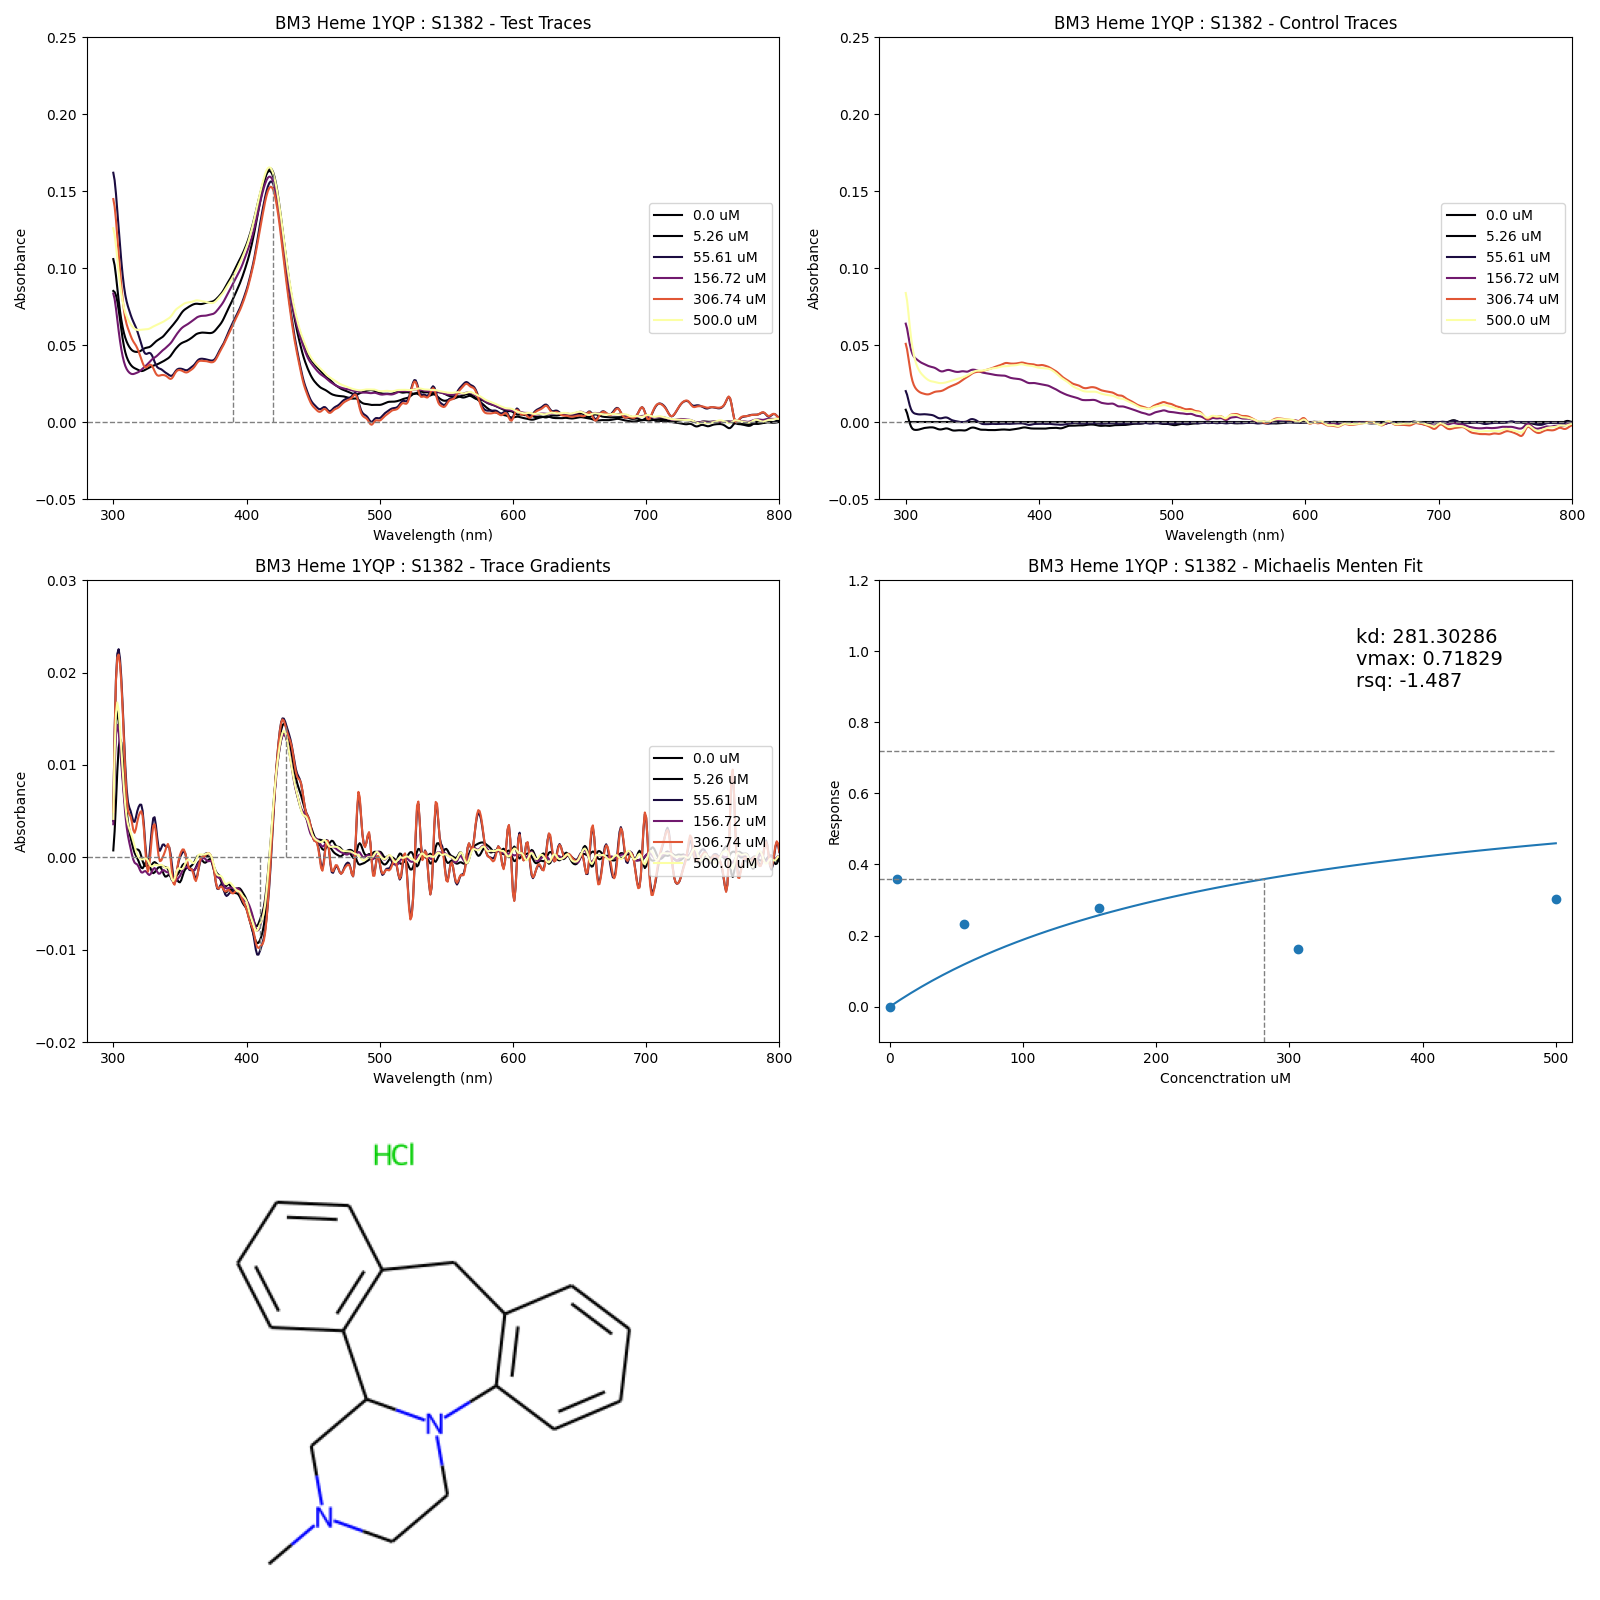 BM3 Heme 1YQP : S1382 - Test Traces
0.25
0.20
0.15
0.10
0.05
0.00
−0.05
Absorbance
300 400 500 600 700 800
Wavelength (nm)
0.0 uM
5.26 uM
55.61 uM
156.72 uM
306.74 uM
500.0 uM
BM3 Heme 1YQP : S1382 - Control Traces
0.25
0.20
0.15
0.10
0.05
0.00
−0.05
Absorbance
300 400 500 600 700 800
Wavelength (nm)
0.0 uM
5.26 uM
55.61 uM
156.72 uM
306.74 uM
500.0 uM
BM3 Heme 1YQP : S1382 - Trace Gradients
0.03
0.02
0.01
0.00
−0.01
−0.02
Absorbance
300 400 500 600 700 800
Wavelength (nm)
0.0 uM
5.26 uM
55.61 uM
156.72 uM
306.74 uM
500.0 uM
BM3 Heme 1YQP : S1382 - Michaelis Menten Fit
1.2
1.0
0.8
0.6
0.4
0.2
0.0
Response
0 100 200 300 400 500
Concenctration uM
kd: 281.30286
vmax: 0.71829
rsq: -1.487
HCl
N
N